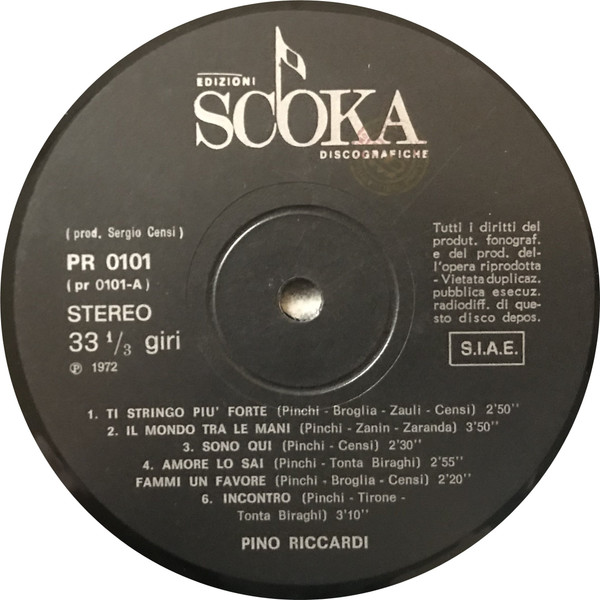 EDIZIONI
SCOKA
DISCOGRAFICHE
( prod. Sergio Censi )
PR 0101
( pr 0101-A )
STEREO
33 1/3 giri
Ⓟ 1972
Tutti i diritti del
produt. fonograf.
e del prod. del-
l'opera riprodotta
- Vietata duplicaz.
pubblica esecuz.
radiodiff. di que-
sto disco depos.
S.I.A.E.
1. TI STRINGO PIU' FORTE (Pinchi - Broglia - Zauli - Censi) 2'50''
2. IL MONDO TRA LE MANI (Pinchi - Zanin - Zaranda) 3'50''
3. SONO QUI (Pinchi - Censi) 2'30''
4. AMORE LO SAI (Pinchi - Tonta Biraghi) 2'55''
FAMMI UN FAVORE (Pinchi - Broglia - Censi) 2'20''
6. INCONTRO (Pinchi - Tirone -
Tonta Biraghi) 3'10''
PINO RICCARDI